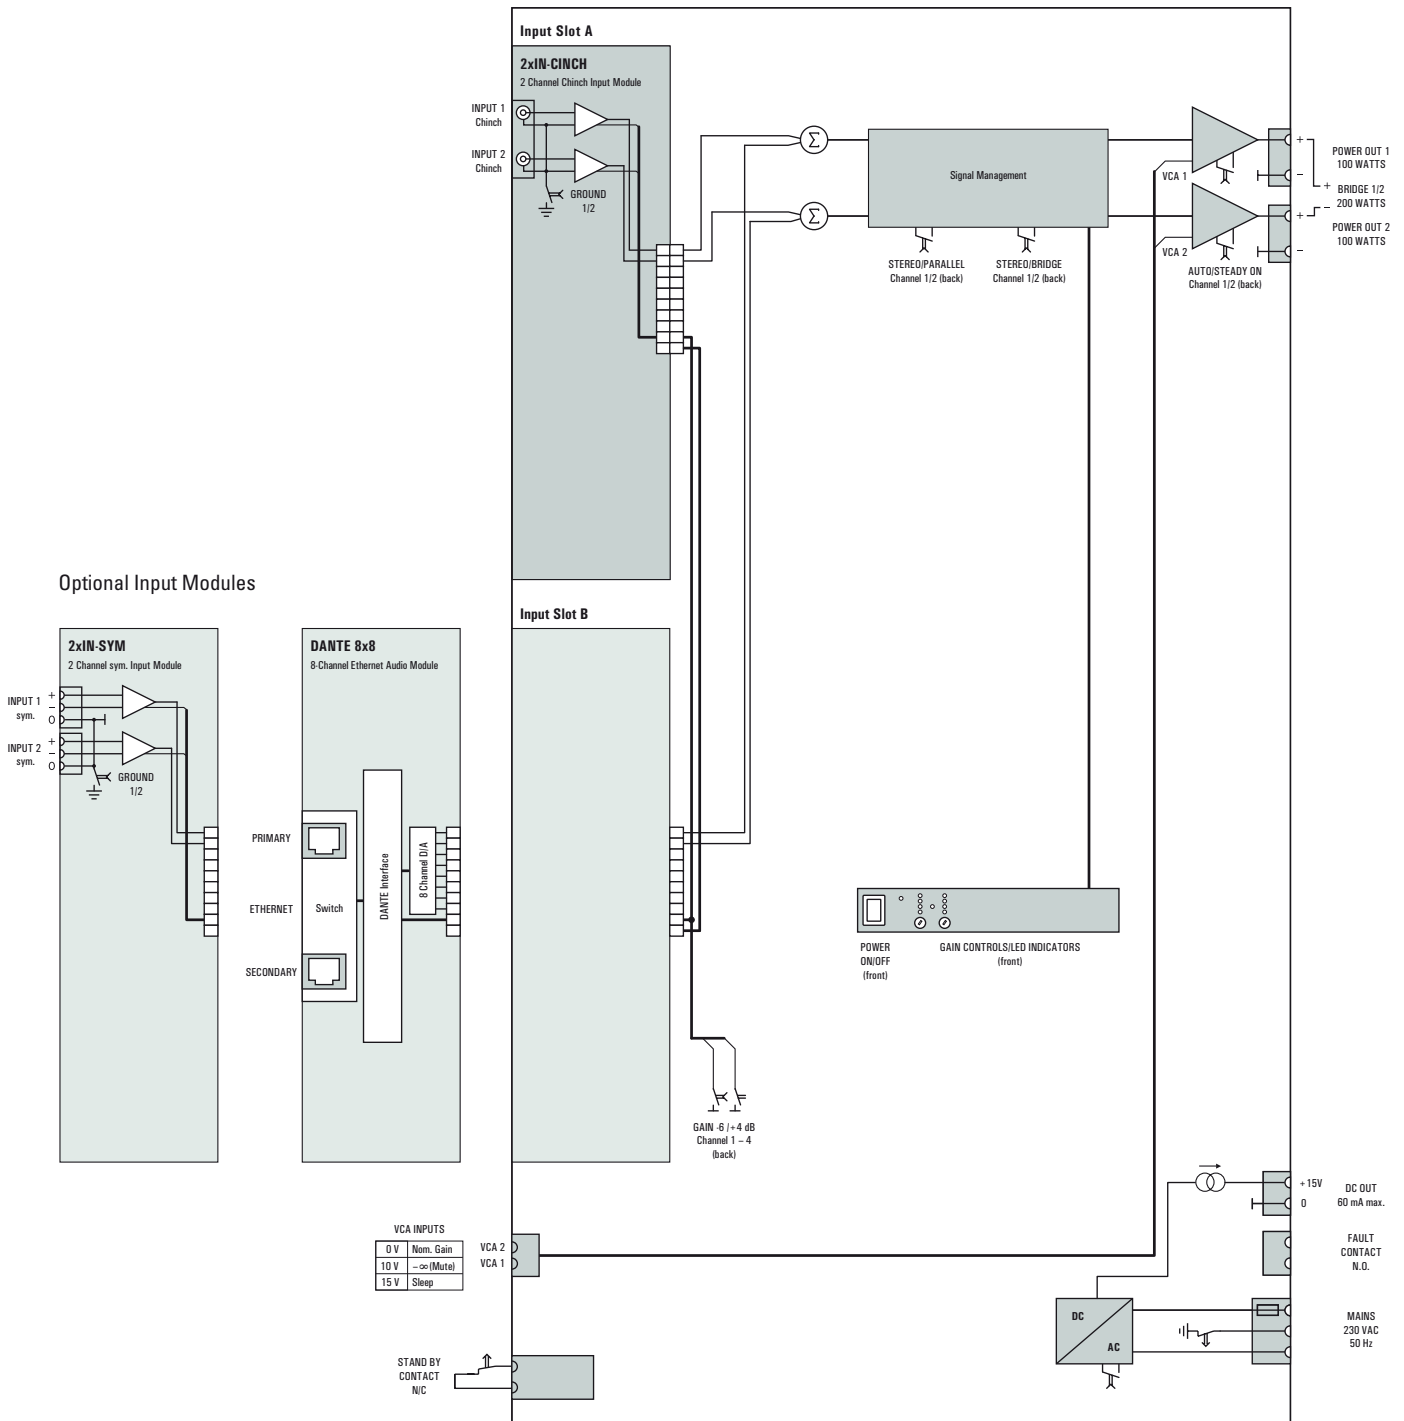 Input Slot A
2xIN-CINCH
2 Channel Chinch Input Module
INPUT 1
Chinch
INPUT 2
Chinch
GROUND
1/2
Σ
Σ
Signal Management
STEREO/PARALLEL
Channel 1/2 (back)
STEREO/BRIDGE
Channel 1/2 (back)
VCA 1
VCA 2
AUTO/STEADY ON
Channel 1/2 (back)
+
−
+
−
POWER OUT 1
100 WATTS
+ BRIDGE 1/2
− 200 WATTS
POWER OUT 2
100 WATTS
Optional Input Modules
2xIN-SYM
2 Channel sym. Input Module
INPUT 1
sym.
+
−
0
INPUT 2
sym.
+
−
0
GROUND
1/2
DANTE 8x8
8-Channel Ethernet Audio Module
PRIMARY
ETHERNET
SECONDARY
Switch
DANTE Interface
8 Channel D/A
Input Slot B
POWER
ON/OFF
(front)
GAIN CONTROLS/LED INDICATORS
(front)
GAIN -6 /+4 dB
Channel 1 – 4
(back)
VCA INPUTS
0 V Nom. Gain
10 V −∞(Mute)
15 V Sleep
VCA 2
VCA 1
STAND BY
CONTACT
N/C
+15V
0
DC OUT
60 mA max.
FAULT
CONTACT
N.O.
DC
AC
MAINS
230 VAC
50 Hz